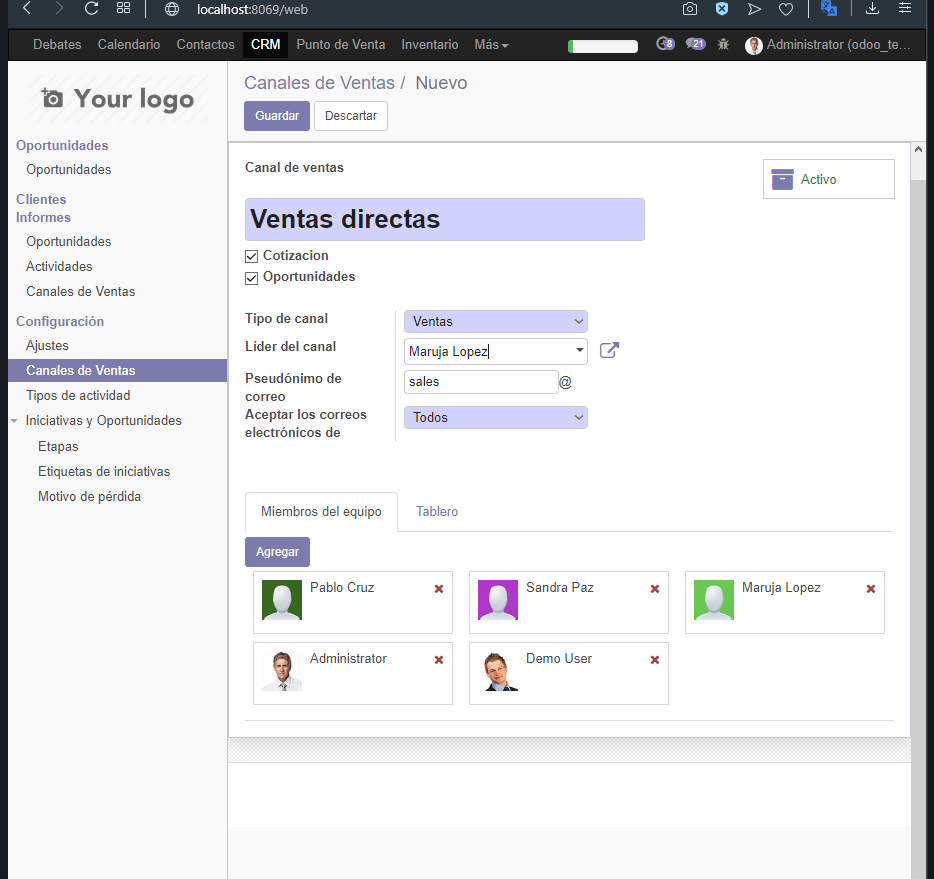 localhost:8069/web
Debates Calendario Contactos CRM Punto de Venta Inventario Más 8 21 Administrator (odoo_te...
Your logo
Canales de Ventas / Nuevo
Guardar Descartar
Oportunidades
Oportunidades
Clientes
Informes
Oportunidades
Actividades
Canales de Ventas
Configuración
Ajustes
Canales de Ventas
Tipos de actividad
Iniciativas y Oportunidades
Etapas
Etiquetas de iniciativas
Motivo de pérdida
Canal de ventas
Activo
Ventas directas
Cotizacion
Oportunidades
Tipo de canal Ventas
Líder del canal Maruja Lopez
Pseudónimo de
correo
sales@
Aceptar los correos
electrónicos de
Todos
Miembros del equipo Tablero
Agregar
Pablo Cruz Sandra Paz Maruja Lopez
Administrator Demo User